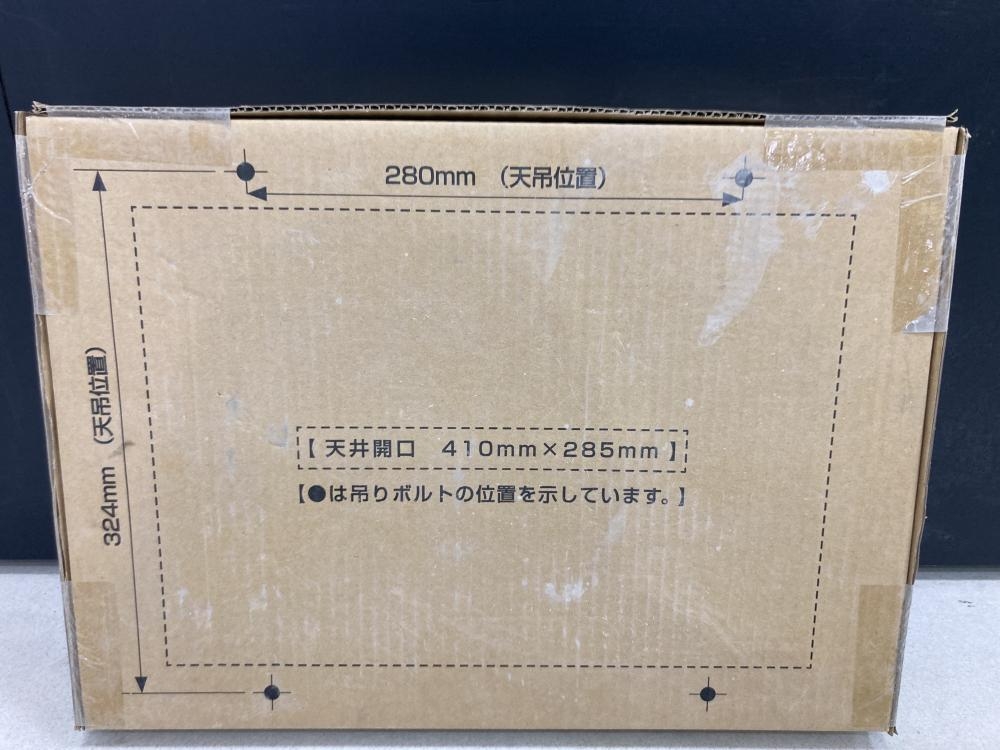 280mm （天吊位置）
324mm （天吊位置）
【 天井開口 410mm×285mm 】
【●は吊りボルトの位置を示しています。】